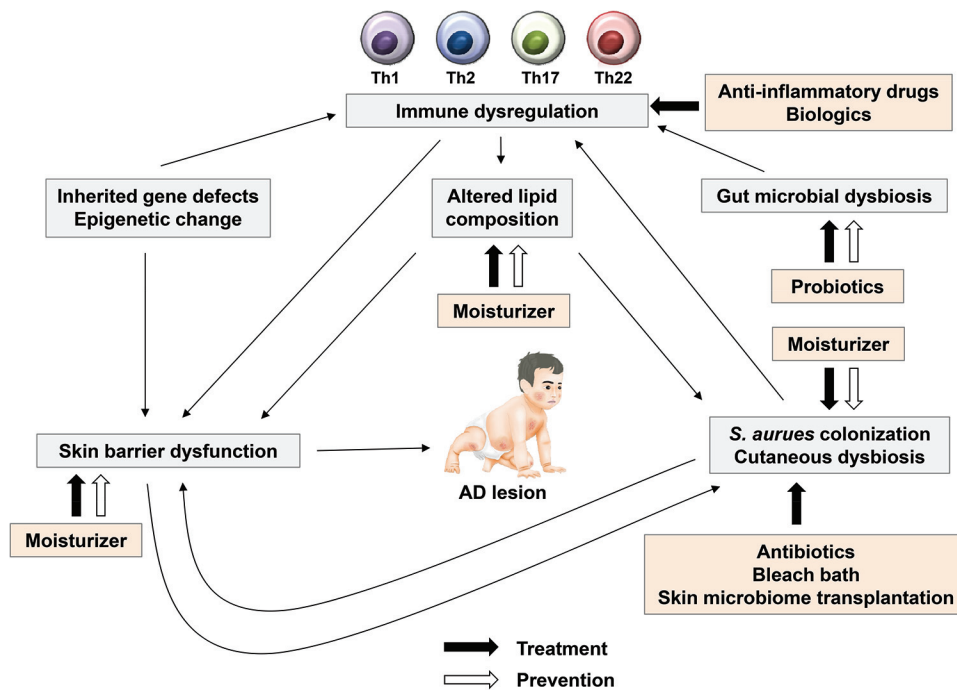 Th1
Th2
Th17
Th22
Immune dysregulation
Anti-inflammatory drugs
Biologics
Inherited gene defects
Epigenetic change
Altered lipid
composition
Gut microbial dysbiosis
Moisturizer
Probiotics
Moisturizer
Skin barrier dysfunction
AD lesion
S. aurues colonization
Cutaneous dysbiosis
Moisturizer
Antibiotics
Bleach bath
Skin microbiome transplantation
Treatment
Prevention